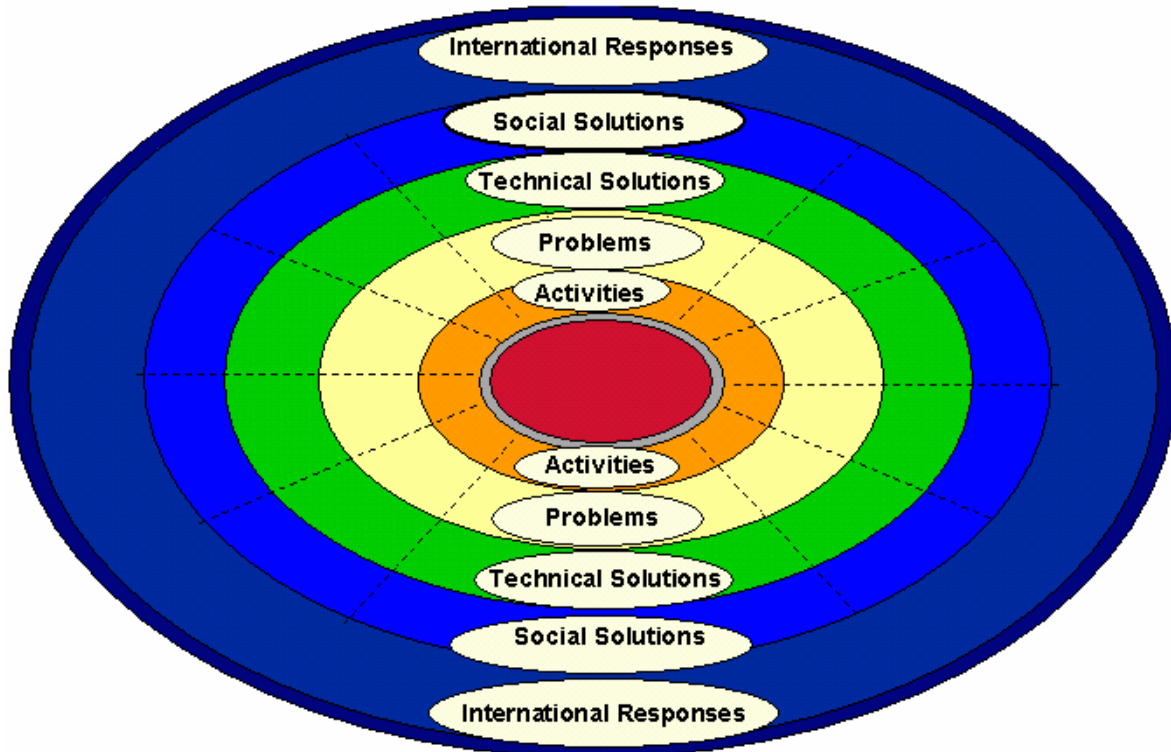 International Responses
Social Solutions
Technical Solutions
Problems
Activities
Activities
Problems
Technical Solutions
Social Solutions
International Responses